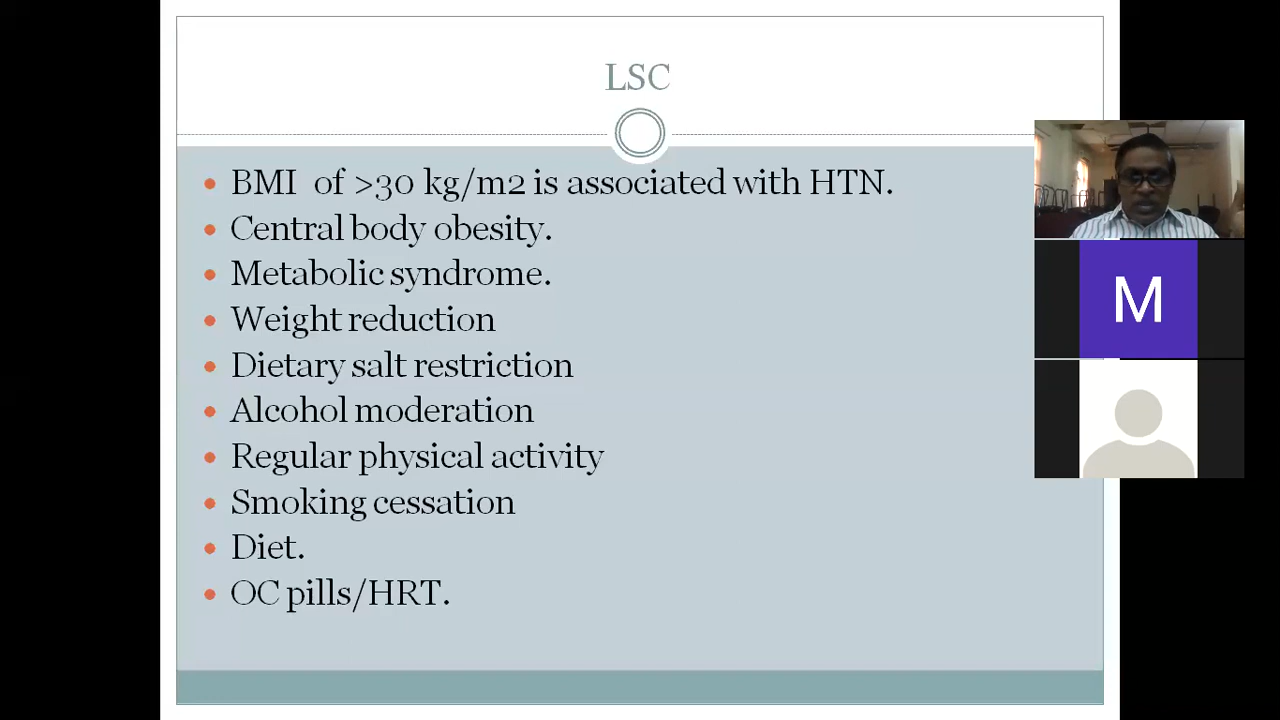 LSC
BMI  of >30 kg/m2 is associated with HTN.
Central body obesity.
Metabolic syndrome.
Weight reduction
Dietary salt restriction
Alcohol moderation
Regular physical activity
Smoking cessation
Diet.
OC pills/HRT.
M